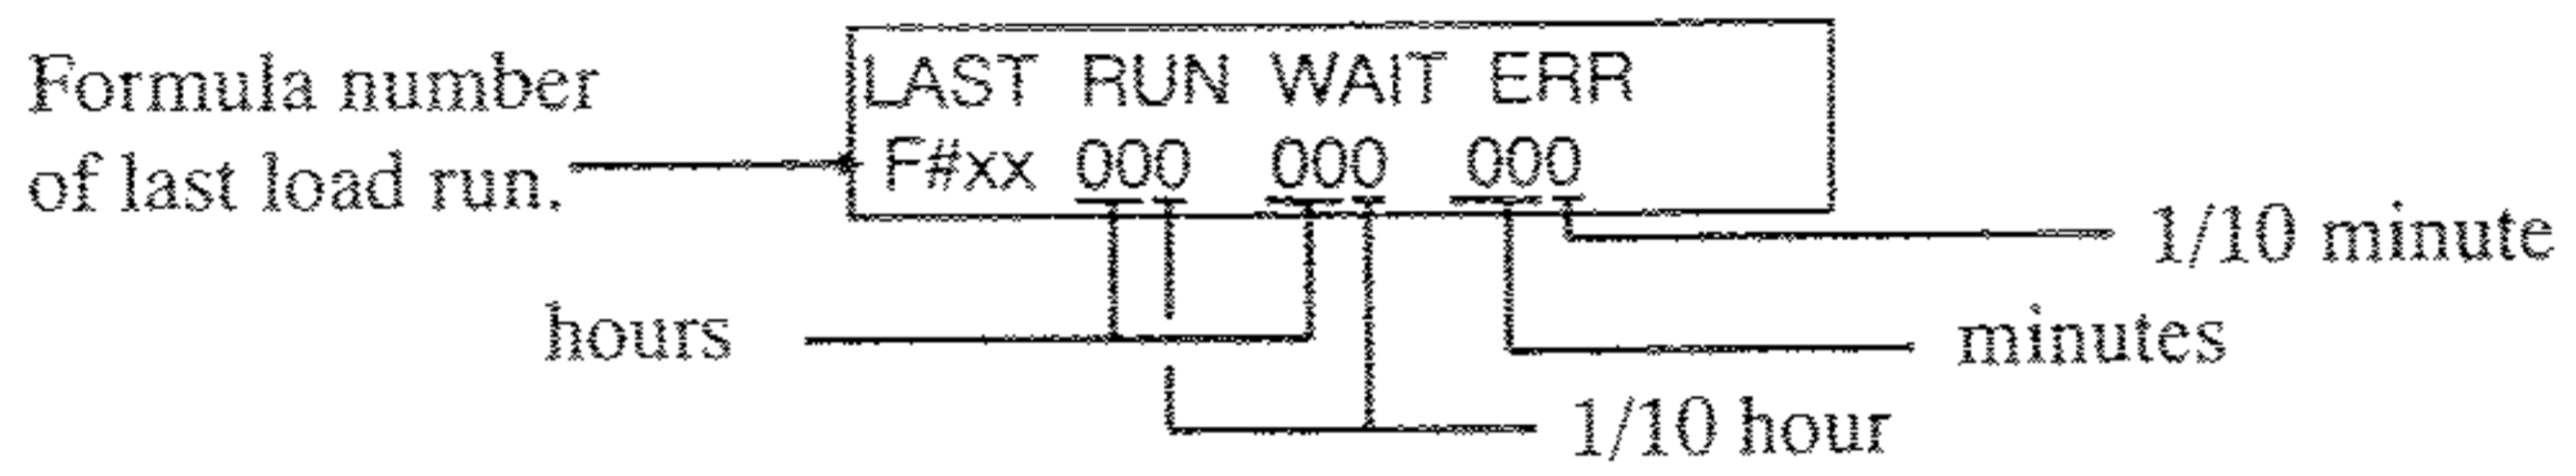 Formula number
of last load run.
LAST RUN WAIT ERR
F#xx 000 000 000
1/10 minute
hours
minutes
1/10 hour